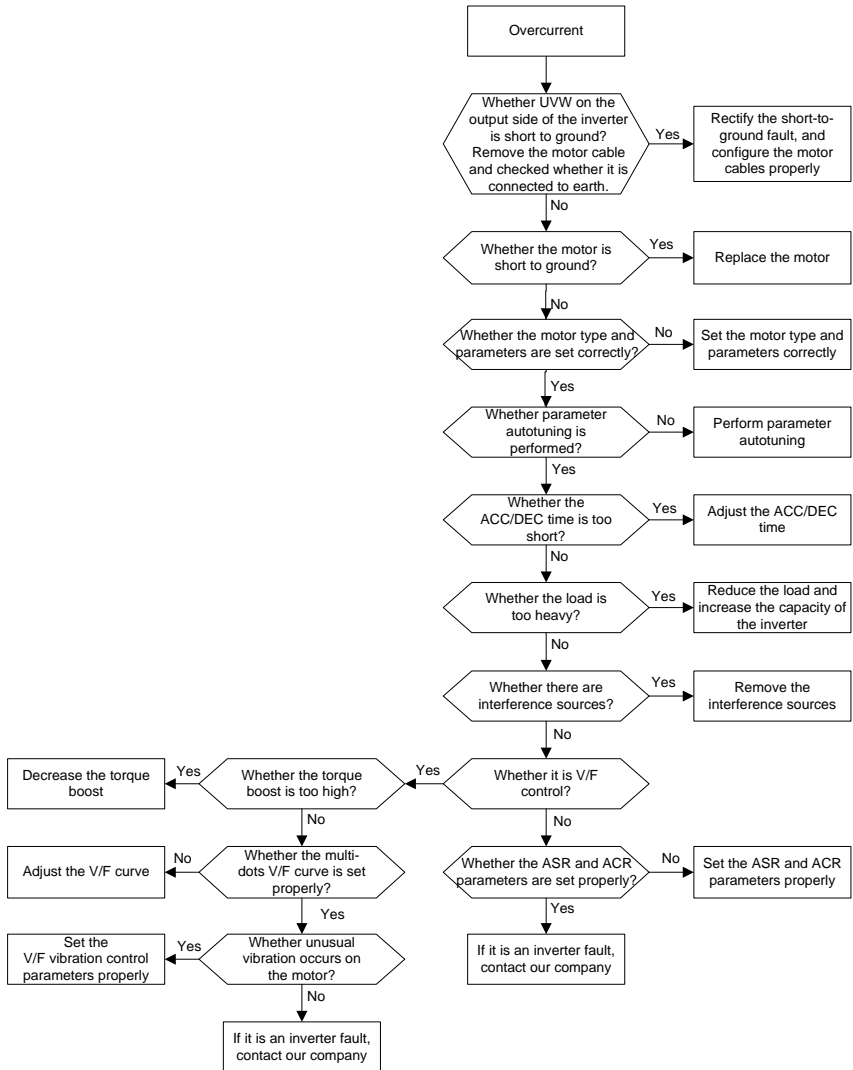 Overcurrent
Whether UVW on the
output side of the inverter
is short to ground?
Remove the motor cable
and checked whether it is
connected to earth.
Yes
Rectify the short-to-
ground fault, and
configure the motor
cables properly
No
Whether the motor is
short to ground?
Yes
Replace the motor
No
Whether the motor type and
parameters are set correctly?
No
Set the motor type and
parameters correctly
Yes
Whether parameter
autotuning is
performed?
No
Perform parameter
autotuning
Yes
Whether the
ACC/DEC time is too
short?
Yes
Adjust the ACC/DEC
time
No
Whether the load is
too heavy?
Yes
Reduce the load and
increase the capacity of
the inverter
No
Whether there are
interference sources?
Yes
Remove the
interference sources
No
Whether it is V/F
control?
Yes
Whether the torque
boost is too high?
Yes
Decrease the torque
boost
No
No
Whether the multi-
dots V/F curve is set
properly?
No
Adjust the V/F curve
Whether the ASR and ACR
parameters are set properly?
No
Set the ASR and ACR
parameters properly
Yes
Yes
Whether unusual
vibration occurs on
the motor?
Yes
Set the
V/F vibration control
parameters properly
If it is an inverter fault,
contact our company
No
If it is an inverter fault,
contact our company